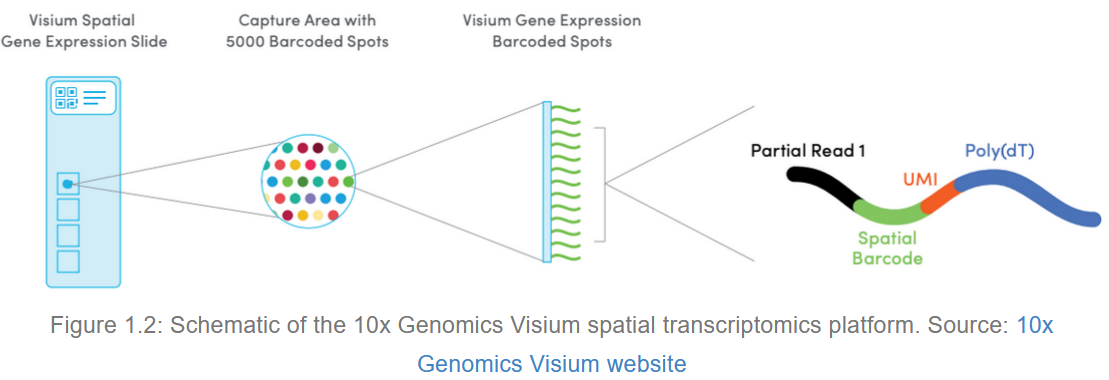 Visium Spatial
Gene Expression Slide
Capture Area with
5000 Barcoded Spots
Visium Gene Expression
Barcoded Spots
Partial Read 1
Poly(dT)
UMI
Spatial
Barcode
Figure 1.2: Schematic of the 10x Genomics Visium spatial transcriptomics platform. Source: 10x
Genomics Visium website